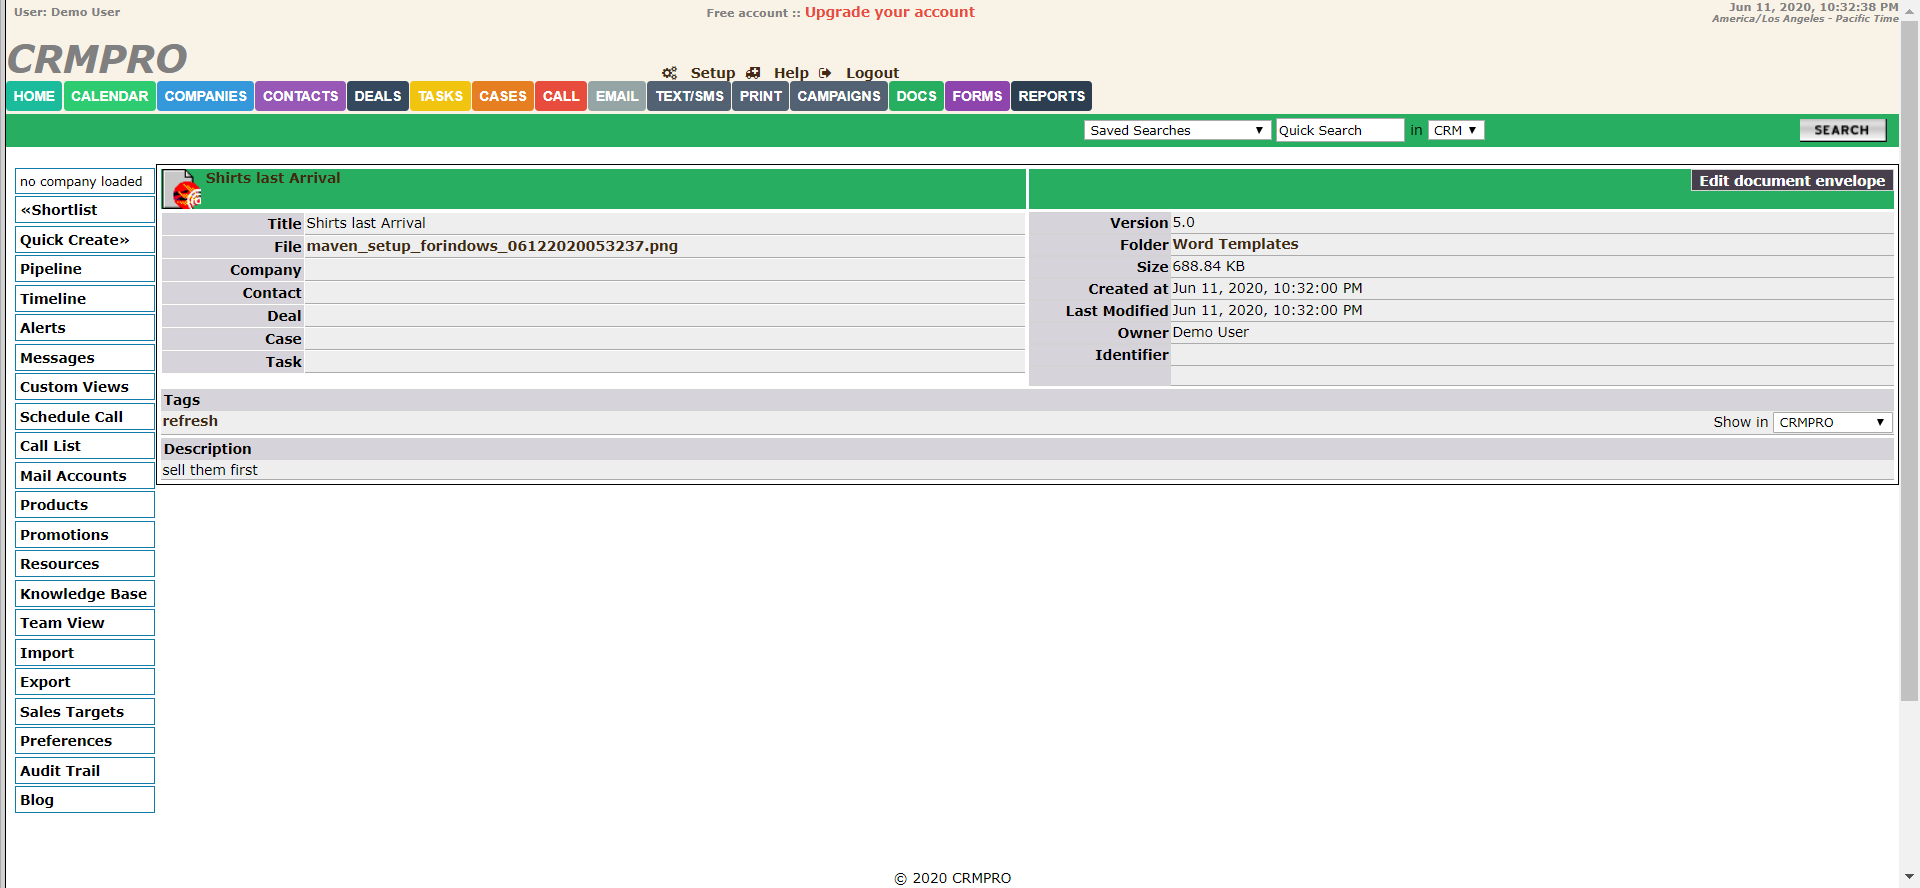 User: Demo User
Free account :: Upgrade your account
Jun 11, 2020, 10:32:38 PM
America/Los Angeles - Pacific Time
CRMPRO
Setup Help Logout
HOME CALENDAR COMPANIES CONTACTS DEALS TASKS CASES CALL EMAIL TEXT/SMS PRINT CAMPAIGNS DOCS FORMS REPORTS
Saved Searches Quick Search in CRM SEARCH
no company loaded
«Shortlist
Quick Create»
Pipeline
Timeline
Alerts
Messages
Custom Views
Schedule Call
Call List
Mail Accounts
Products
Promotions
Resources
Knowledge Base
Team View
Import
Export
Sales Targets
Preferences
Audit Trail
Blog
Shirts last Arrival
Edit document envelope
Title Shirts last Arrival
File maven_setup_forindows_06122020053237.png
Company
Contact
Deal
Case
Task
Version 5.0
Folder Word Templates
Size 688.84 KB
Created at Jun 11, 2020, 10:32:00 PM
Last Modified Jun 11, 2020, 10:32:00 PM
Owner Demo User
Identifier
Tags
refresh
Show in CRMPRO
Description
sell them first
© 2020 CRMPRO